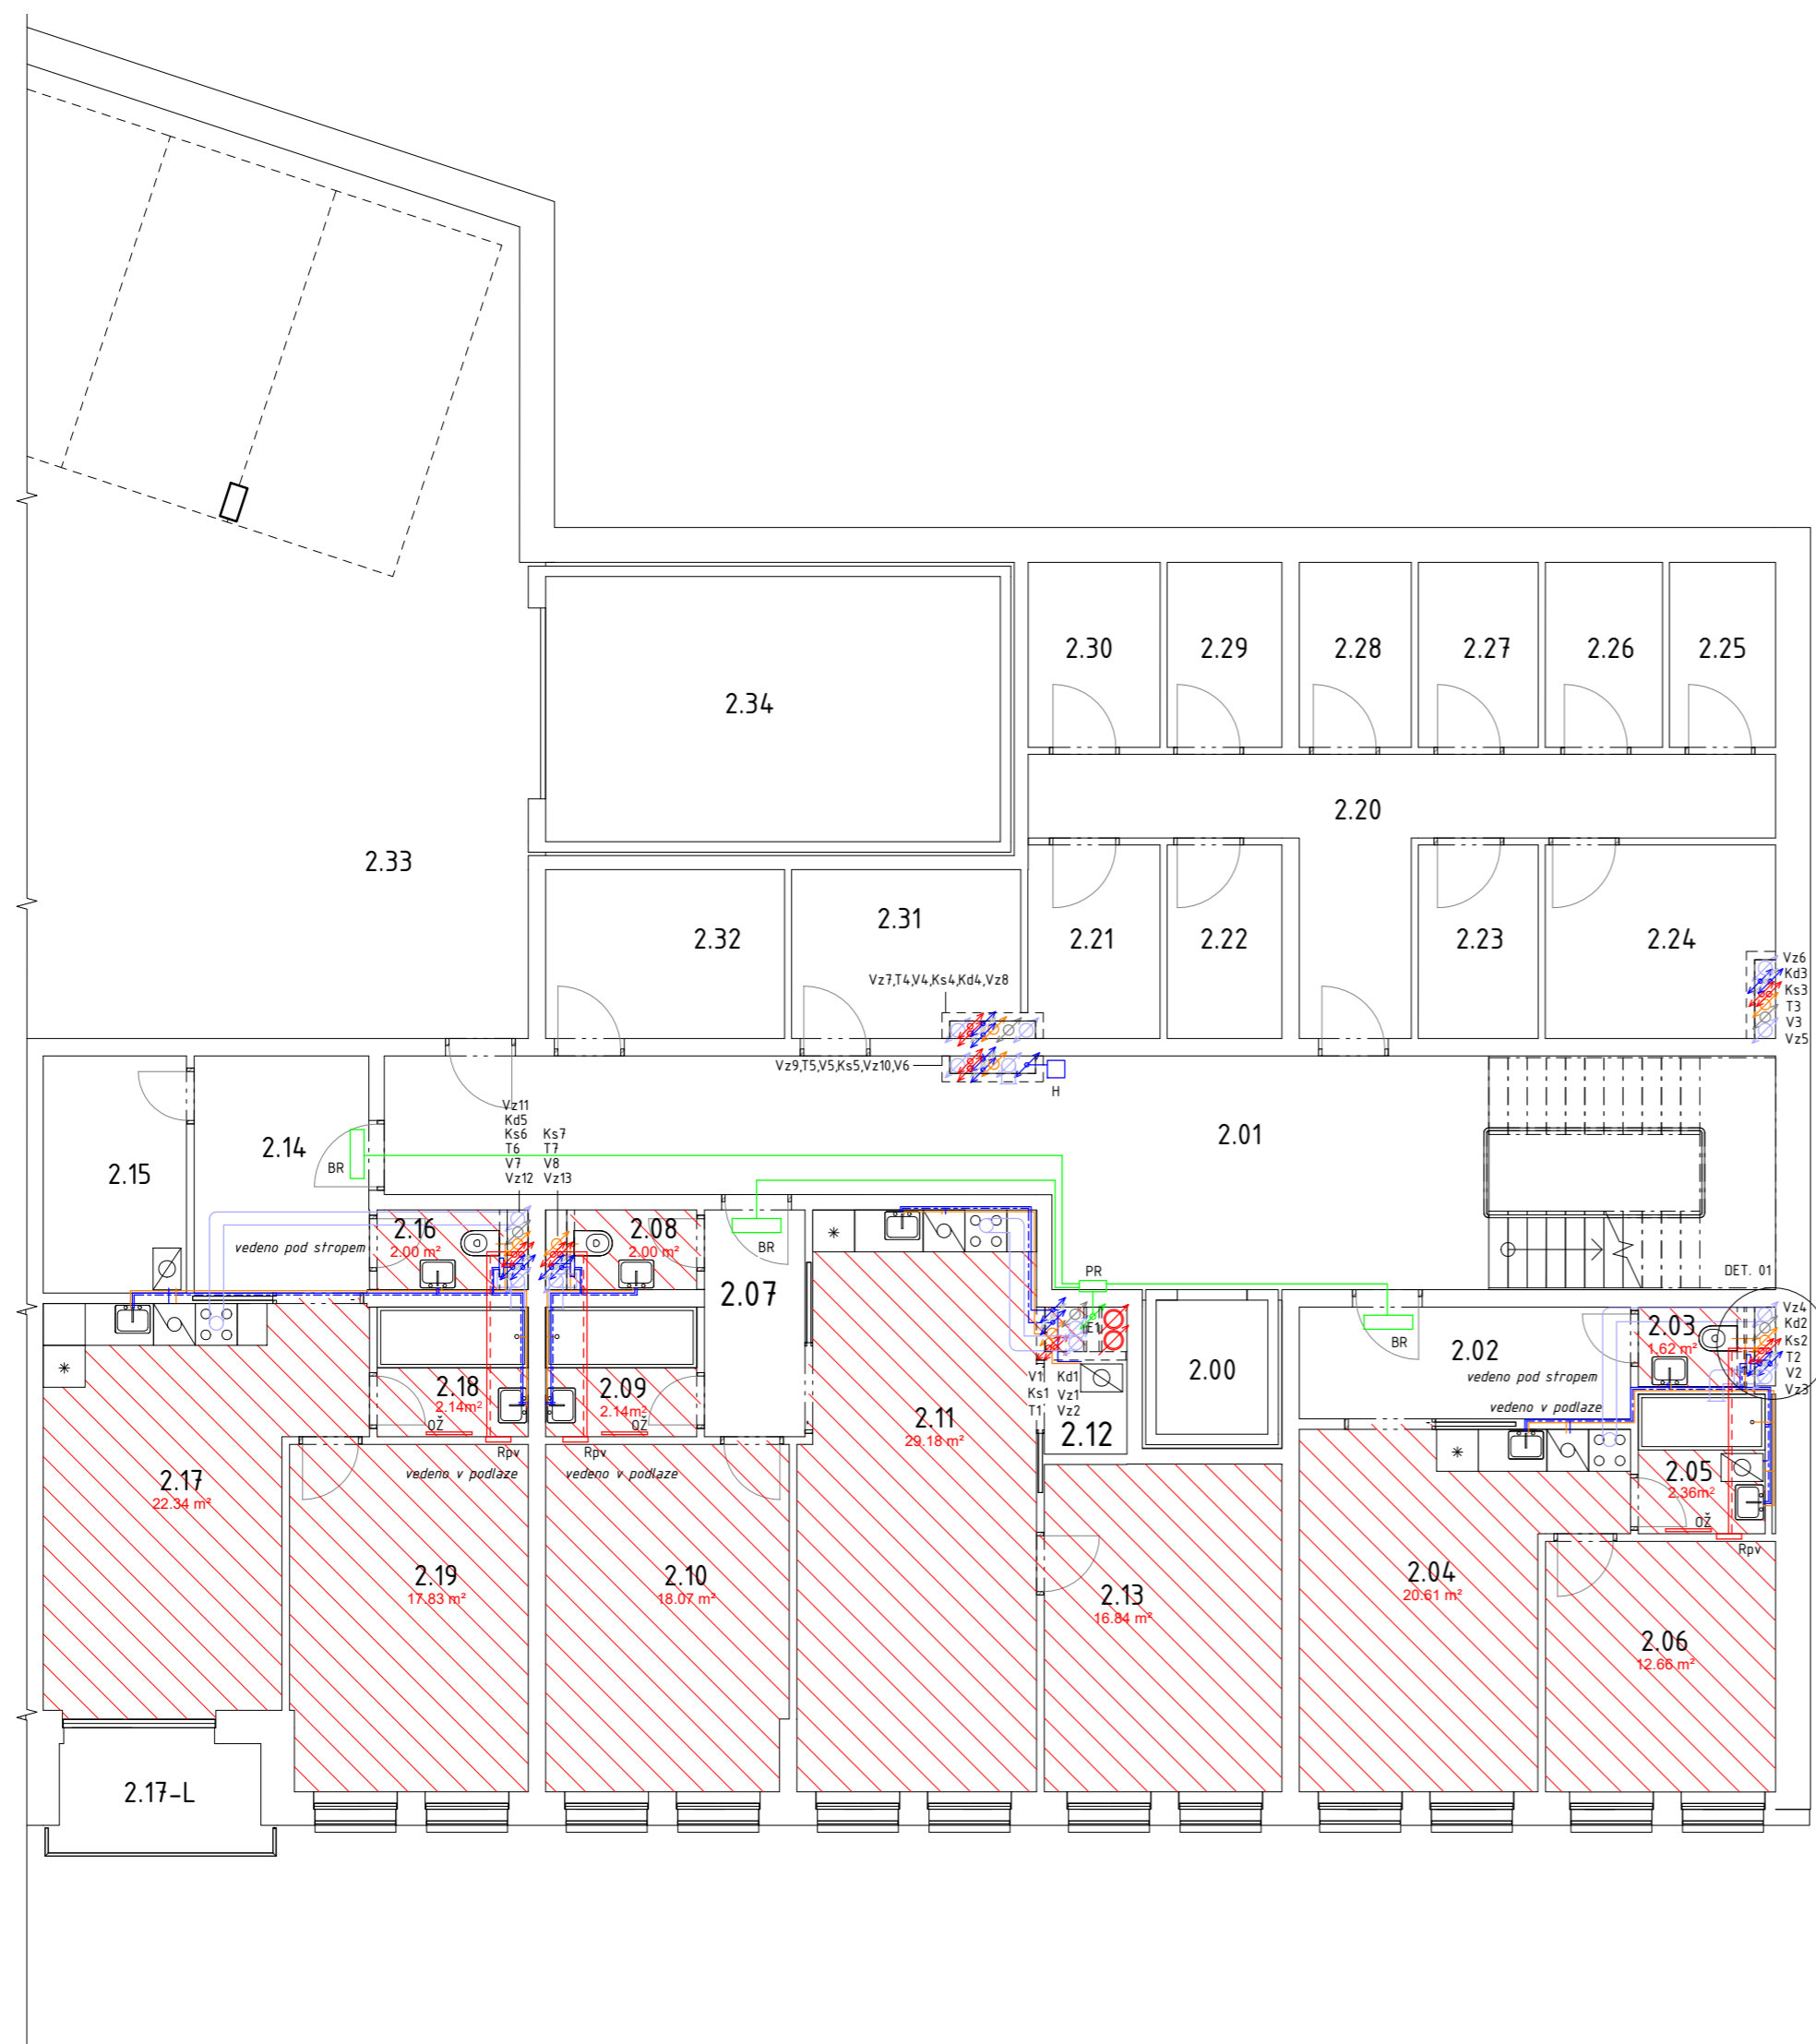 2.30
2.29
2.28
2.27
2.26
2.25
2.34
2.20
2.33
2.32
2.31
2.21
2.22
2.23
2.24
Vz7,T4,V4,Ks4,Kd4,Vz8
Vz6
Kd3
Ks3
T3
V3
Vz5
Vz9,T5,V5,Ks5,Vz10,V6
H
Vz11
Kd5
Ks6
T6
V7
Vz12
Ks7
T7
V8
Vz13
2.01
2.14
2.15
BR
2.16
2.00 m²
2.08
2.00 m²
vedeno pod stropem
BR
2.07
PR
DET. 01
E1
BR
2.02
2.03
1.62 m²
Vz4
Kd2
Ks2
T2
V2
Vz3
vedeno pod stropem
vedeno v podlaze
2.00
V1
Ks1
T1
Kd1
Vz1
Vz2
2.12
2.18
2.14m²
OŽ
2.09
2.14m²
OŽ
2.11
29.18 m²
Rpv
Rpv
vedeno v podlaze
vedeno v podlaze
2.17
22.34 m²
2.05
2.36m²
OŽ
Rpv
2.19
17.83 m²
2.10
18.07 m²
2.13
16.84 m²
2.04
20.61 m²
2.06
12.66 m²
2.17-L